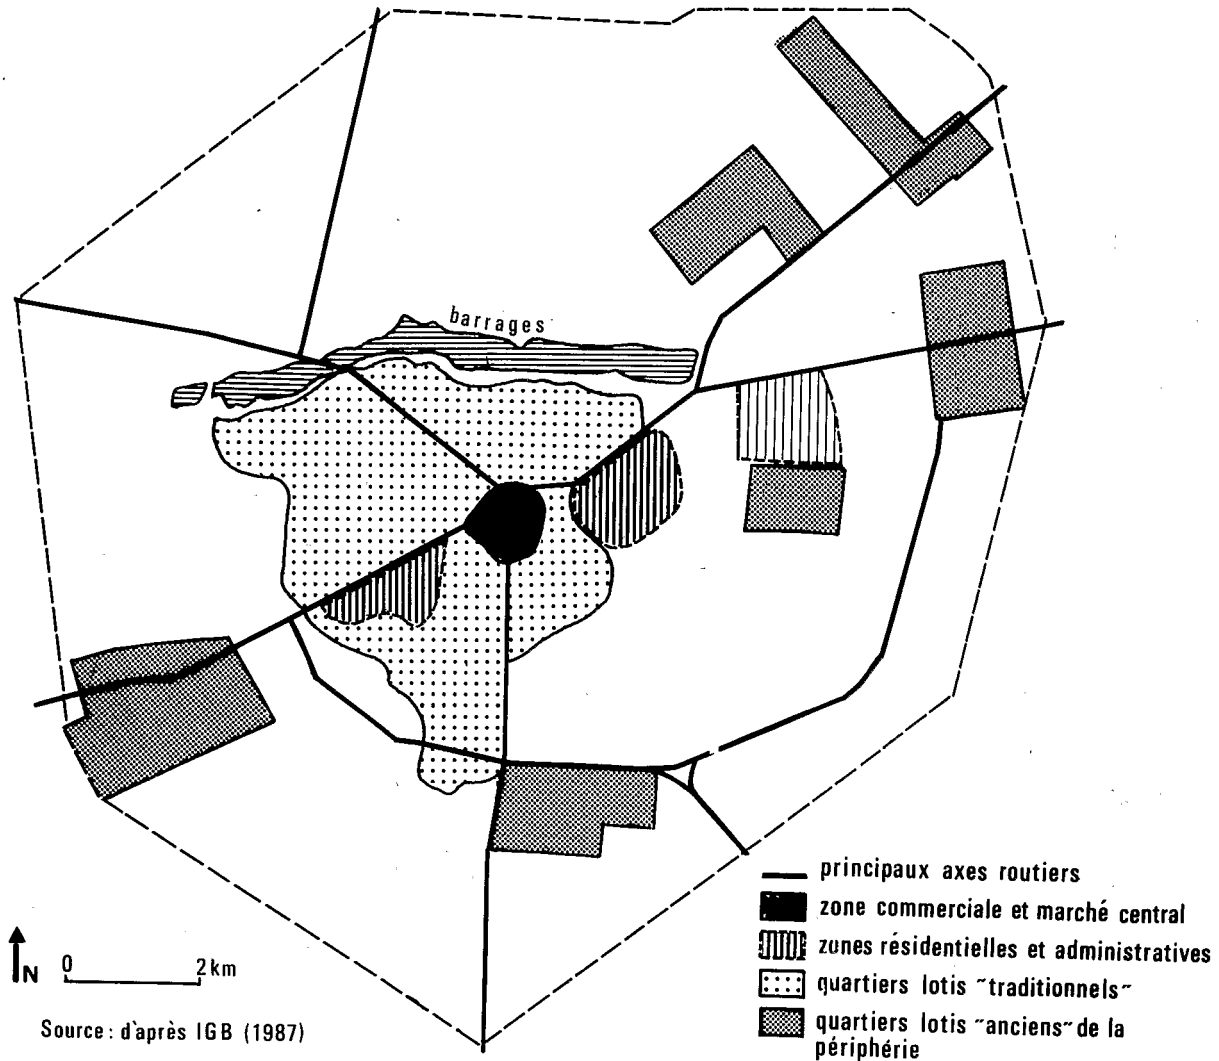 barrages
principaux axes routiers
zone commerciale et marché central
zones résidentielles et administratives
quartiers lotis "traditionnels"
quartiers lotis "anciens" de la
périphérie
N
0 2 km
Source : d'après IGB (1987)